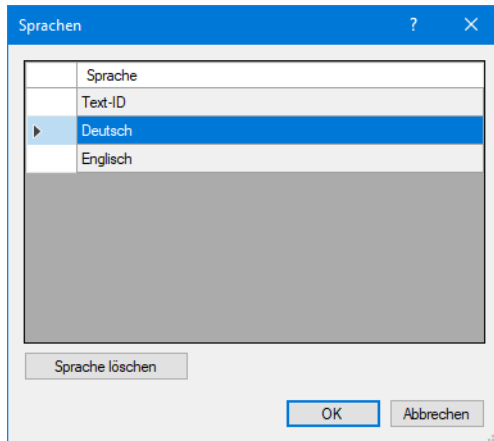 Sprachen ?
Sprache
Text-ID
Deutsch
Englisch
Sprache löschen
OK Abbrechen